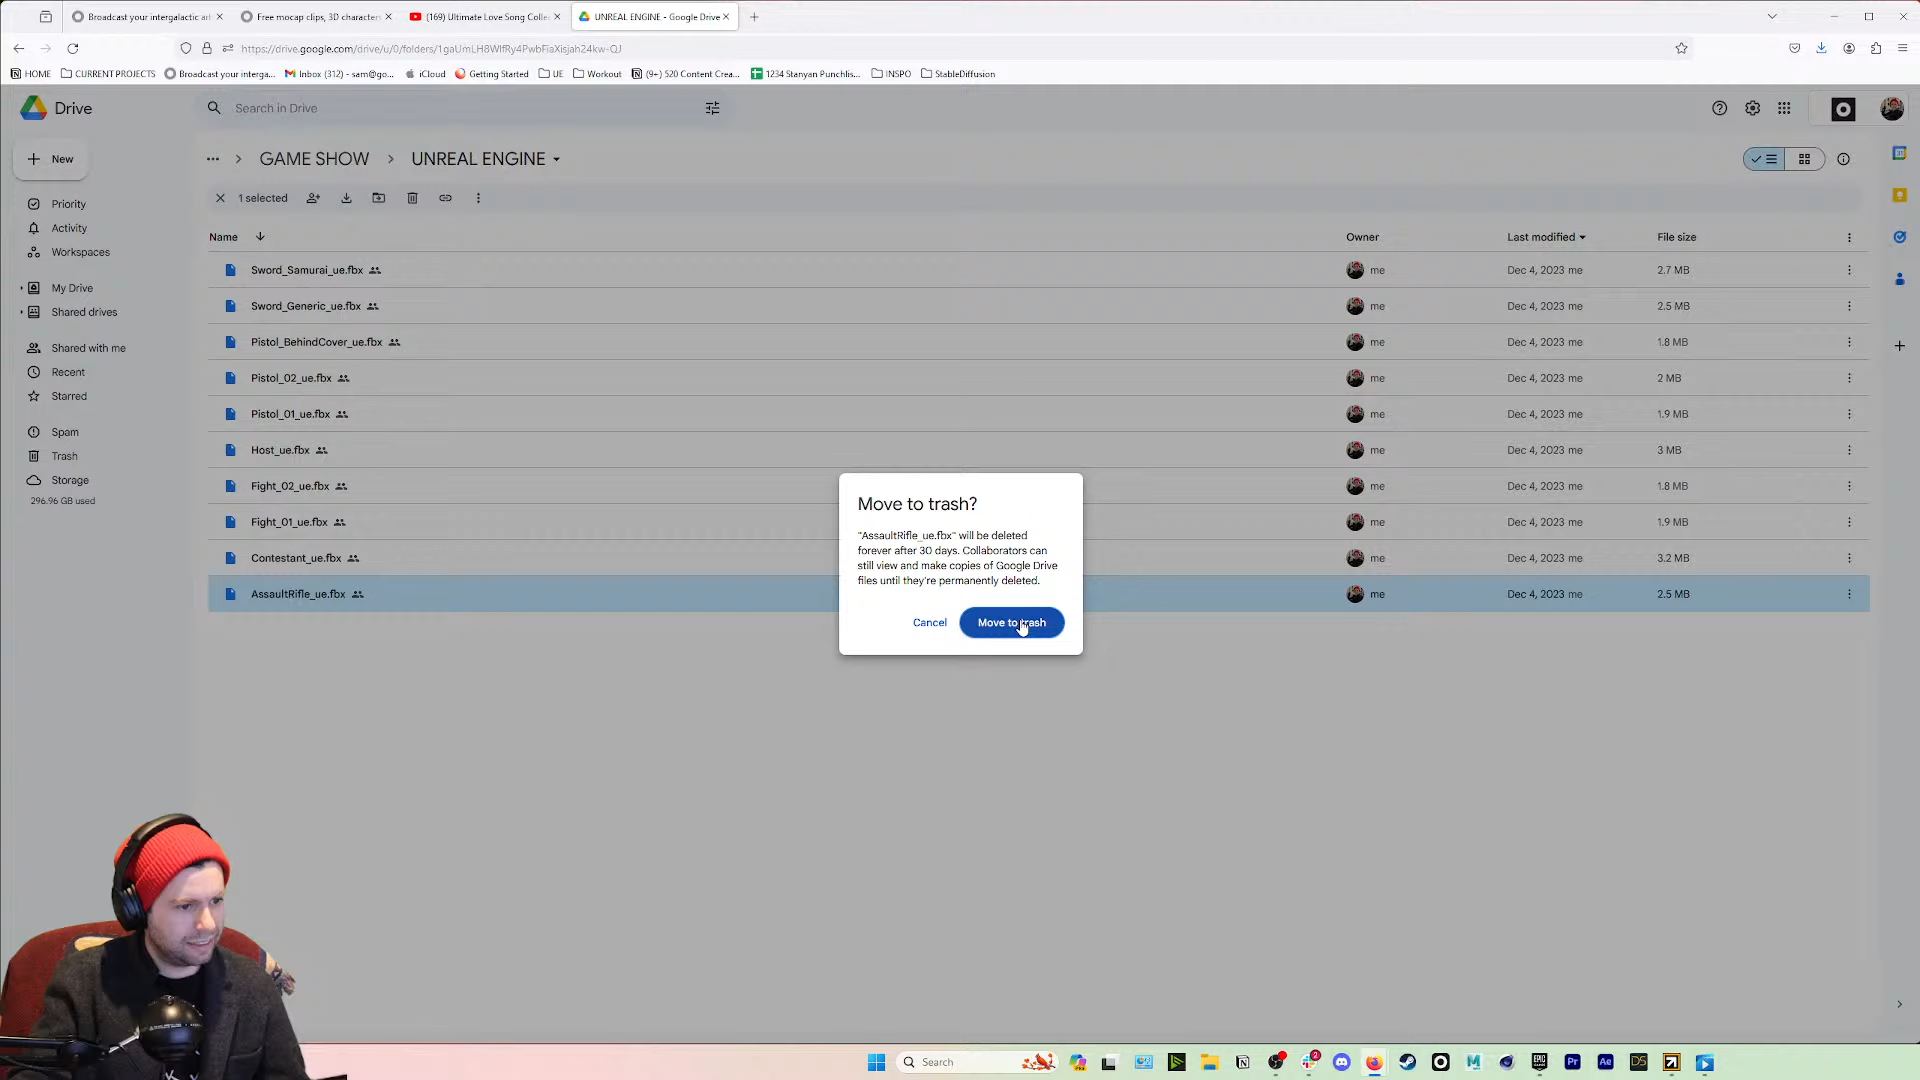 Broadcast your intergalactic ar
Free mocap clips, 3D character
(169) Ultimate Love Song Colle
UNREAL ENGINE - Google Drive
https://drive.google.com/drive/u/0/folders/1gaUmLH8WlfRy4PwbFiaXisjah24kw-QJ
HOME
CURRENT PROJECTS
Broadcast your interga...
Inbox (312) - sam@go...
iCloud
Getting Started
UE
Workout
(9+) 520 Content Crea...
1234 Stanyan Punchlis...
INSPO
StableDiffusion
Drive
Search in Drive
New
GAME SHOW
UNREAL ENGINE
1 selected
Priority
Activity
Workspaces
My Drive
Shared drives
Shared with me
Recent
Starred
Spam
Trash
Storage
296.96 GB used
Name Owner Last modified File size
Sword_Samurai_ue.fbx me Dec 4, 2023 me 2.7 MB
Sword_Generic_ue.fbx me Dec 4, 2023 me 2.5 MB
Pistol_BehindCover_ue.fbx me Dec 4, 2023 me 1.8 MB
Pistol_02_ue.fbx me Dec 4, 2023 me 2 MB
Pistol_01_ue.fbx me Dec 4, 2023 me 1.9 MB
Host_ue.fbx me Dec 4, 2023 me 3 MB
Fight_02_ue.fbx me Dec 4, 2023 me 1.8 MB
Fight_01_ue.fbx me Dec 4, 2023 me 1.9 MB
Contestant_ue.fbx me Dec 4, 2023 me 3.2 MB
AssaultRifle_ue.fbx me Dec 4, 2023 me 2.5 MB
Move to trash?
"AssaultRifle_ue.fbx" will be deleted
forever after 30 days. Collaborators can
still view and make copies of Google Drive
files until they're permanently deleted.
Cancel
Move to trash
Search
2
Pr
Ae
DS